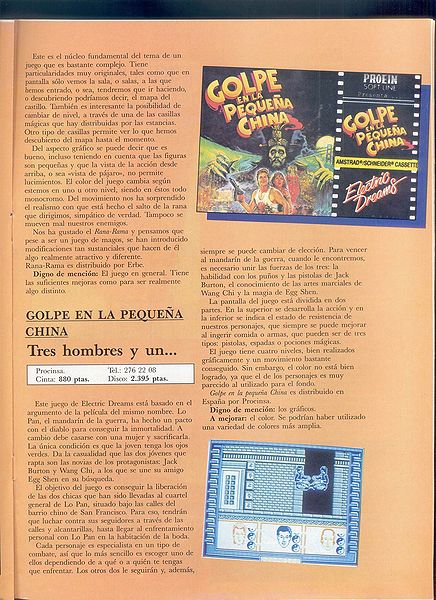 Este es el núcleo fundamental del tema de un
juego que es bastante complejo. Tiene
particularidades muy originales, tales como que en
pantalla sólo vemos la sala, o salas, a las que
hemos entrado, o sea, tendremos que ir haciendo,
o descubriendo podríamos decir, el mapa del
castillo. También es interesante la posibilidad de
cambiar de nivel, a través de una de las casillas
mágicas que hay distribuidas por las estancias.
Otro tipo de casillas permite ver lo que hemos
descubierto del mapa hasta el momento.
Del aspecto gráfico se puede decir que es
bueno, incluso teniendo en cuenta que las figuras
son pequeñas y que la vista de la acción desde
arriba, o sea «vista de pájaro», no permite
lucimientos. El color del juego cambia según
estemos en uno u otro nivel, siendo en éstos todo
monocromo. Del movimiento nos ha sorprendido
el realismo con que está hecho el salto de la rana
que dirigimos, simpático de verdad. Tampoco se
mueven mal nuestros enemigos.
Nos ha gustado el Rana-Rama y pensamos que
pese a ser un juego de magos, se han introducido
modificaciones tan sustanciales que hacen de él
algo realmente atractivo y diferente.
Rana-Rama es distribuido por Erbe.
Digno de mención: El juego en general. Tiene
las suficientes mejoras como para ser realmente
algo distinto.
GOLPE EN LA PEQUEÑA
CHINA
Tres hombres y un...
Procinsa. Tel.: 276 22 08
Cinta: 880 ptas. Disco: 2.395 ptas.
Este juego de Electric Dreams está basado en el
argumento de la película del mismo nombre. Lo
Pan, el mandarín de la guerra, ha hecho un pacto
con el diablo para conseguir la inmortalidad. A
cambio debe casarse con una mujer y sacrificarla.
La única condición es que la joven tenga los ojos
verdes. Da la casualidad que las dos jóvenes que
rapta son las novias de los protagonistas: Jack
Burton y Wang Chi, a los que se une su amigo
Egg Shen en su búsqueda.
El objetivo del juego es conseguir la liberación
de las dos chicas que han sido llevadas al cuartel
general de Lo Pan, situado bajo las calles del
barrio chino de San Francisco. Para eso, tendrán
que luchar contra sus seguidores a través de las
calles y alcantarillas, hasta llegar al enfrentamiento
personal con Lo Pan en la habitación de la boda.
Cada personaje es especialista en un tipo de
combate, así que lo más sencillo es escoger uno de
ellos dependiendo de a qué o a quién te tengas
que enfrentar. Los otros dos le seguirán y, además,
GOLPE
EN LA
PEQUEÑA
CHINA
PROEIN
SOFT LINE
Presenta...
GOLPE
EN LA
PEQUEÑA
CHINA
AMSTRAD®/SCHNEIDER® CASSETTE
Electric
Dreams
siempre se puede cambiar de elección. Para vencer
al mandarín de la guerra, cuando le encontremos,
es necesario unir las fuerzas de los tres: la
habilidad con los puños y las pistolas de Jack
Burton, el conocimiento de las artes marciales de
Wang Chi y la magia de Egg Shen.
La pantalla del juego está dividida en dos
partes. En la superior se desarrolla la acción y en
la inferior se indica el estado de resistencia de
nuestros personajes, que siempre se puede mejorar
al ingerir comida o armas, que pueden ser de tres
tipos: pistolas, espadas o pociones mágicas.
El juego tiene cuatro niveles, bien realizados
gráficamente y un movimiento bastante
conseguido. Sin embargo, el color no está bien
logrado, ya que el de los personajes es muy
parecido al utilizado para el fondo.
Golpe en la pequeña China es distribuido en
España por Procinsa.
Digno de mención: los gráficos.
A mejorar: el color. Se podrían haber utilizado
una variedad de colores más amplia.